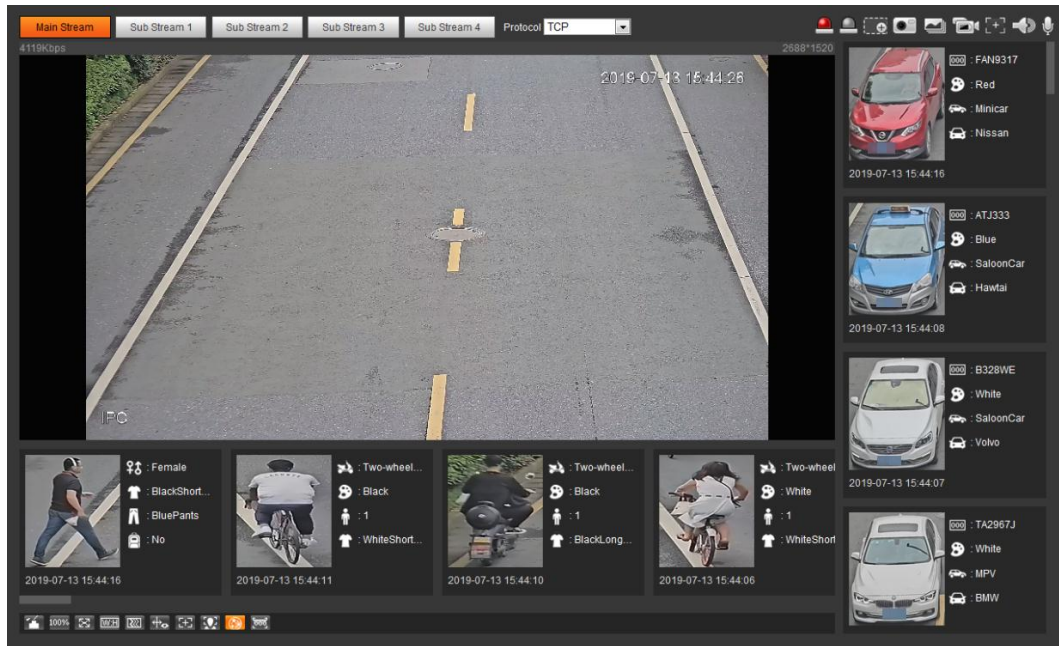 Main Stream Sub Stream 1 Sub Stream 2 Sub Stream 3 Sub Stream 4 Protocol TCP
4119Kbps 2688*1520
2019-07-13 15:44:26
IPC
: FAN9317
: Red
: Minicar
: Nissan
2019-07-13 15:44:16
: ATJ333
: Blue
: SaloonCar
: Hawtai
2019-07-13 15:44:08
: B328WE
: White
: SaloonCar
: Volvo
2019-07-13 15:44:07
: TA2967J
: White
: MPV
: BMW
: Female
: BlackShort...
: BluePants
: No
2019-07-13 15:44:16
: Two-wheel...
: Black
: 1
: WhiteShort...
2019-07-13 15:44:11
: Two-wheel...
: Black
: 1
: BlackLong...
2019-07-13 15:44:10
: Two-wheel
: White
: 1
: WhiteShort
2019-07-13 15:44:06
100% W:H